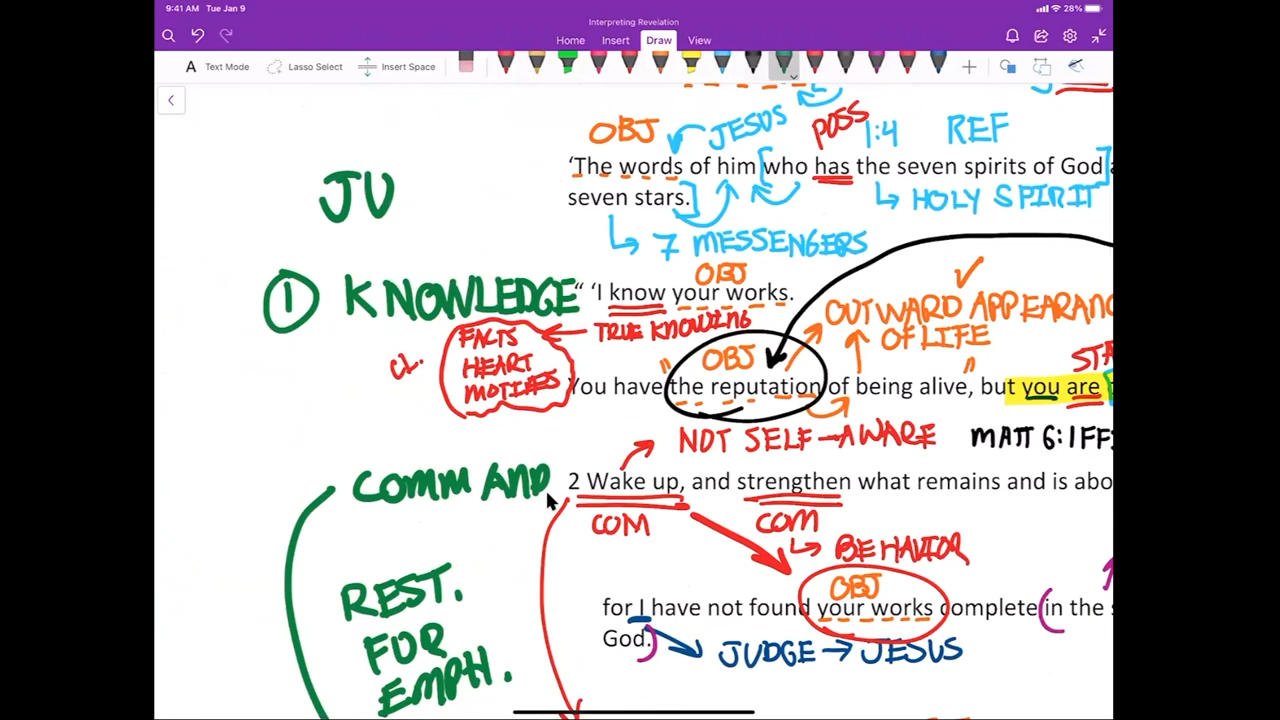 9:41 AM Tue Jan 9
28%
Interpreting Revelation
Home Insert Draw View
Text Mode Lasso Select Insert Space
OBJ JESUS POSS 1:4 REF
‘The words of him who has the seven spirits of God
seven stars.
HOLY SPIRIT
JU
7 MESSENGERS
OBJ
① KNOWLEDGE “ ‘I know your works.
OUTWARD APPEARANC
OF LIFE
FACTS TRUE KNOWING
HEART
MOTIVES
" OBJ "
STA
You have the reputation of being alive, but you are
NOT SELF-AWARE MATT 6:1FF
COMMAND 2 Wake up, and strengthen what remains and is abo
COM COM
BEHAVIOR
OBJ
REST.
FOR
EMPH.
for I have not found your works complete in the s
God.
JUDGE → JESUS